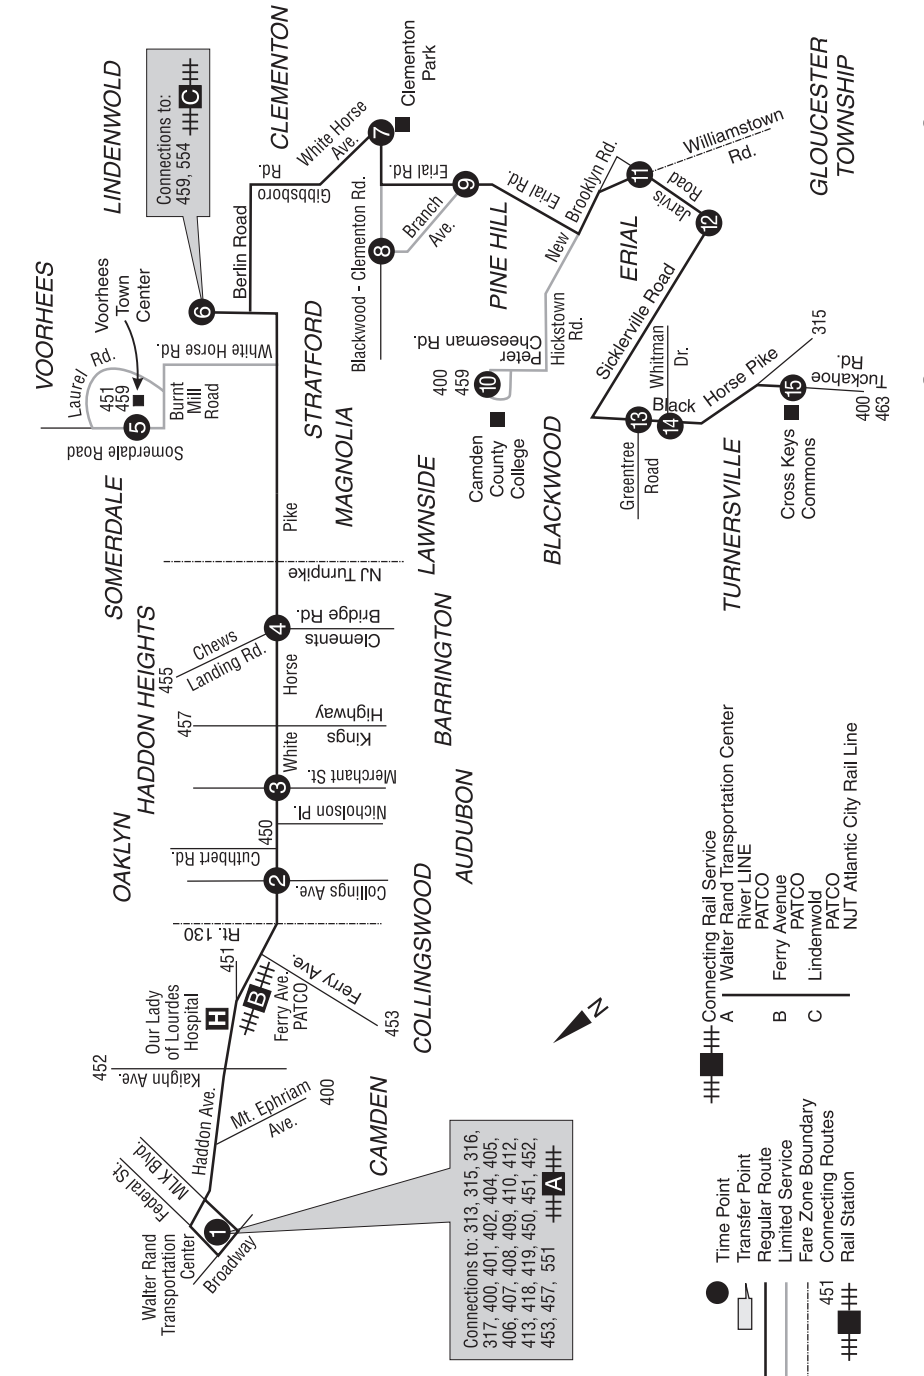 VOORHEES
LINDENWOLD
CLEMENTON
GLOUCESTER
TOWNSHIP
Connections to:
459, 554
C
Voorhees
Town
Center
451
459
Laurel Rd.
Burnt
Mill
Road
5
Somerdale Road
6
Berlin Road
Gibbsboro
Rd.
White Horse
Ave.
7
Clementon
Park
White Horse Rd.
Blackwood - Clementon Rd.
8
Branch
Ave.
Erial Rd.
9
Erial Rd.
PINE HILL
New Brooklyn Rd.
11
Williamstown
Rd.
Jarvis
Road
12
ERIAL
Sicklerville Road
STRATFORD
Peter
Cheeseman Rd.
Hickstown
Rd.
400
459
10
Camden
County
College
BLACKWOOD
Greentree
Road
13
14
Whitman
Dr.
Black Horse Pike
315
15
Tuckahoe
Rd.
400
463
Cross Keys
Commons
TURNERSVILLE
SOMERDALE
MAGNOLIA
LAWNSIDE
Pike
NJ Turnpike
HADDON HEIGHTS
BARRINGTON
455
Chews
Landing Rd.
4
Clements
Bridge Rd.
Horse
457
Kings
Highway
White
3
Merchant St.
Nicholson Pl.
450
Cuthbert Rd.
OAKLYN
AUDUBON
2
Collings Ave.
COLLINGSWOOD
Rt. 130
451
Our Lady
of Lourdes
Hospital
H
B
Ferry Ave.
PATCO
Ferry Ave.
453
N
452
Kaighn Ave.
Haddon Ave.
Mt. Ephriam
Ave.
400
CAMDEN
MLK Blvd.
Federal St.
1
Walter Rand
Transportation
Center
Broadway
Connections to: 313, 315, 316,
317, 400, 401, 402, 404, 405,
406, 407, 408, 409, 410, 412,
413, 418, 419, 450, 451, 452,
453, 457, 551
A
Time Point
Transfer Point
Regular Route
Limited Service
Fare Zone Boundary
451 Connecting Routes
Rail Station
Connecting Rail Service
A Walter Rand Transportation Center
River LINE
PATCO
B Ferry Avenue
PATCO
C Lindenwold
PATCO
NJT Atlantic City Rail Line